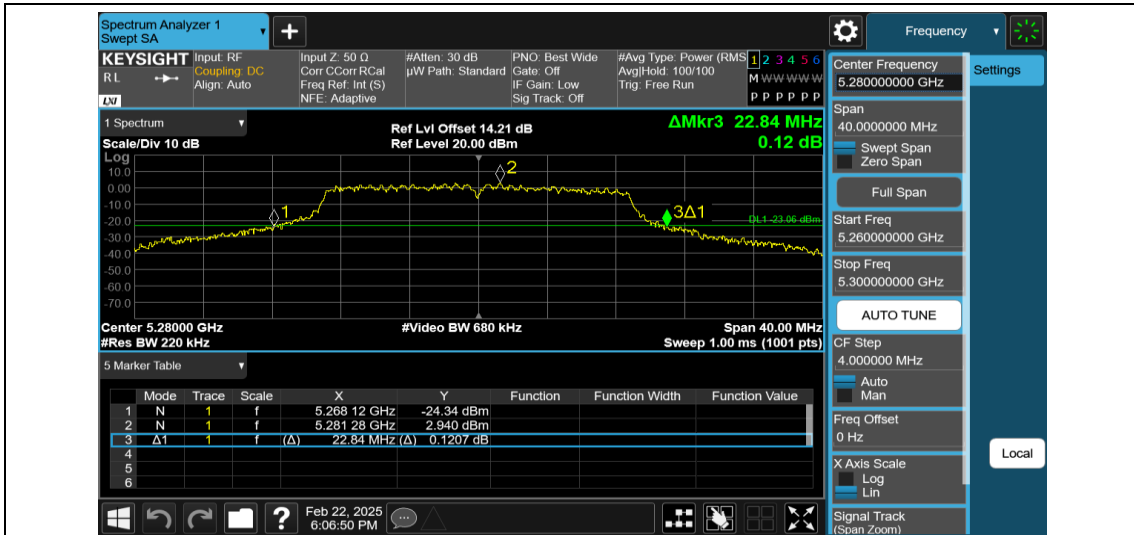 Spectrum Analyzer 1
Swept SA
+
Frequency
KEYSIGHT
R L
LXI
Input: RF
Coupling: DC
Align: Auto
Input Z: 50 Ω
Corr CCorr RCal
Freq Ref: Int (S)
NFE: Adaptive
#Atten: 30 dB
µW Path: Standard
PNO: Best Wide
Gate: Off
IF Gain: Low
Sig Track: Off
#Avg Type: Power (RMS
Avg|Hold: 100/100
Trig: Free Run
1 2 3 4 5 6
M W W W W W
P P P P P P
1 Spectrum
Scale/Div 10 dB
Ref Lvl Offset 14.21 dB
Ref Level 20.00 dBm
ΔMkr3 22.84 MHz
0.12 dB
Log
10.0
0.00
-10.0
-20.0
-30.0
-40.0
-50.0
-60.0
-70.0
1
2
3Δ1
DL1 -23.06 dBm
Center 5.28000 GHz
#Video BW 680 kHz
Span 40.00 MHz
#Res BW 220 kHz
Sweep 1.00 ms (1001 pts)
5 Marker Table
Mode Trace Scale X Y Function Function Width Function Value
1 N 1 f 5.268 12 GHz -24.34 dBm
2 N 1 f 5.281 28 GHz 2.940 dBm
3 Δ1 1 f (Δ) 22.84 MHz (Δ) 0.1207 dB
4
5
6
Feb 22, 2025
6:06:50 PM
?
Center Frequency
5.280000000 GHz
Settings
Span
40.0000000 MHz
Swept Span
Zero Span
Full Span
Start Freq
5.260000000 GHz
Stop Freq
5.300000000 GHz
AUTO TUNE
CF Step
4.000000 MHz
Auto
Man
Freq Offset
0 Hz
Local
X Axis Scale
Log
Lin
Signal Track
(Span Zoom)